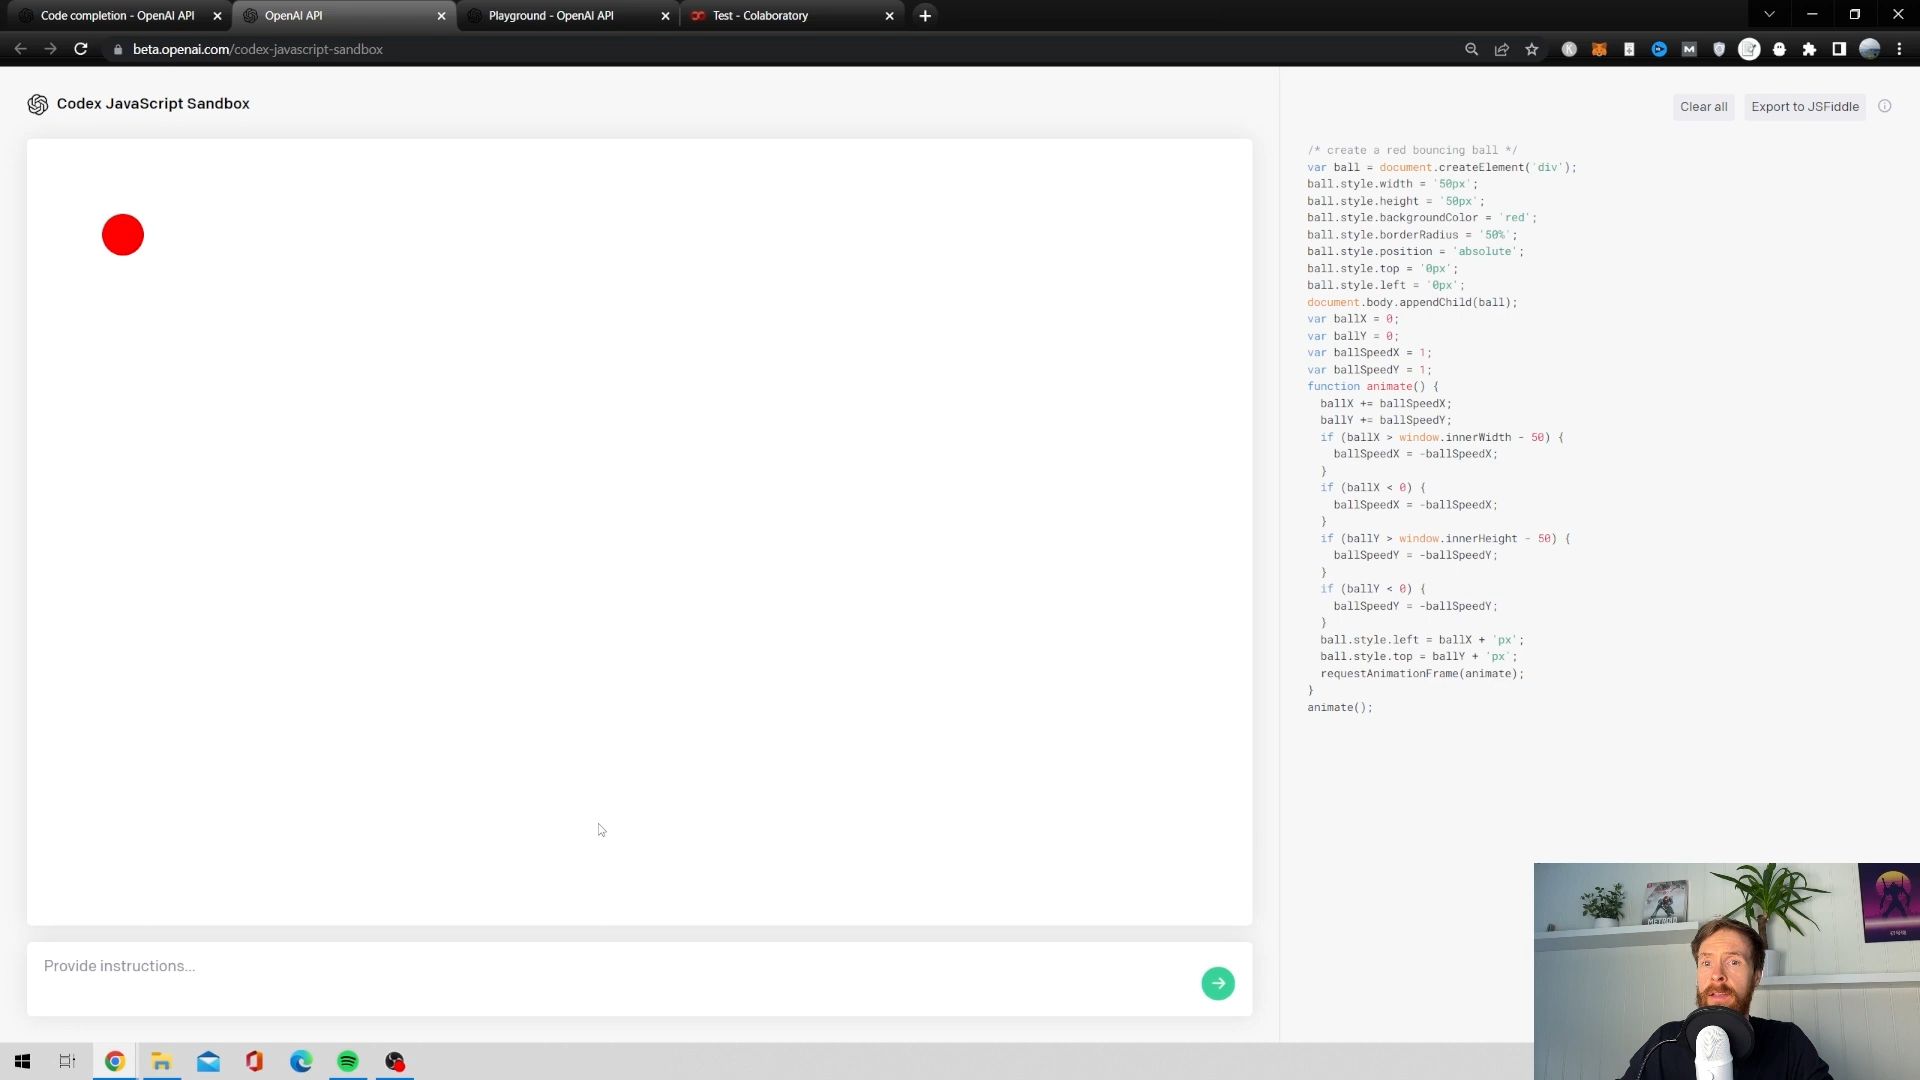 Code completion - OpenAI API
OpenAI API
Playground - OpenAI API
Test - Colaboratory
beta.openai.com/codex-javascript-sandbox
Codex JavaScript Sandbox
Clear all
Export to JSFiddle
/* create a red bouncing ball */
var ball = document.createElement('div');
ball.style.width = '50px';
ball.style.height = '50px';
ball.style.backgroundColor = 'red';
ball.style.borderRadius = '50%';
ball.style.position = 'absolute';
ball.style.top = '0px';
ball.style.left = '0px';
document.body.appendChild(ball);
var ballX = 0;
var ballY = 0;
var ballSpeedX = 1;
var ballSpeedY = 1;
function animate() {
ballX += ballSpeedX;
ballY += ballSpeedY;
if (ballX > window.innerWidth - 50) {
ballSpeedX = -ballSpeedX;
}
if (ballX < 0) {
ballSpeedX = -ballSpeedX;
}
if (ballY > window.innerHeight - 50) {
ballSpeedY = -ballSpeedY;
}
if (ballY < 0) {
ballSpeedY = -ballSpeedY;
}
ball.style.left = ballX + 'px';
ball.style.top = ballY + 'px';
requestAnimationFrame(animate);
}
animate();
Provide instructions...
METROID